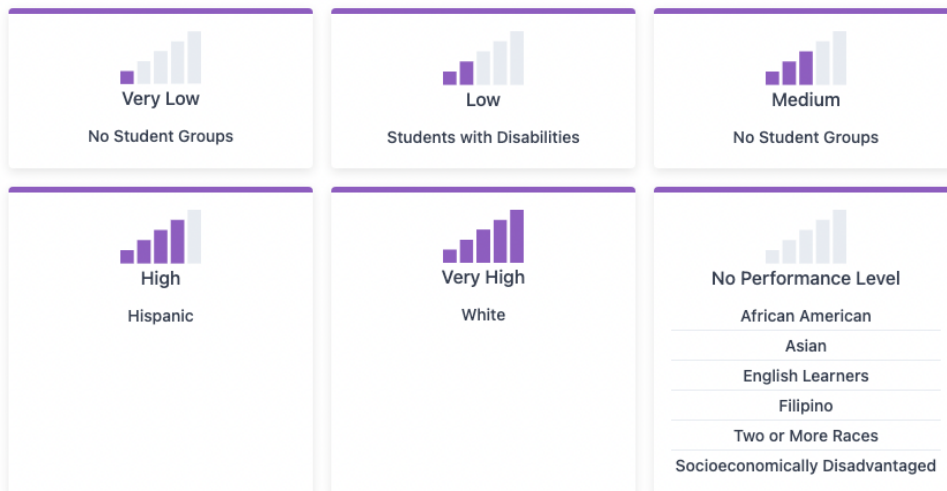 Very Low
No Student Groups
Low
Students with Disabilities
Medium
No Student Groups
High
Hispanic
Very High
White
No Performance Level
African American
Asian
English Learners
Filipino
Two or More Races
Socioeconomically Disadvantaged